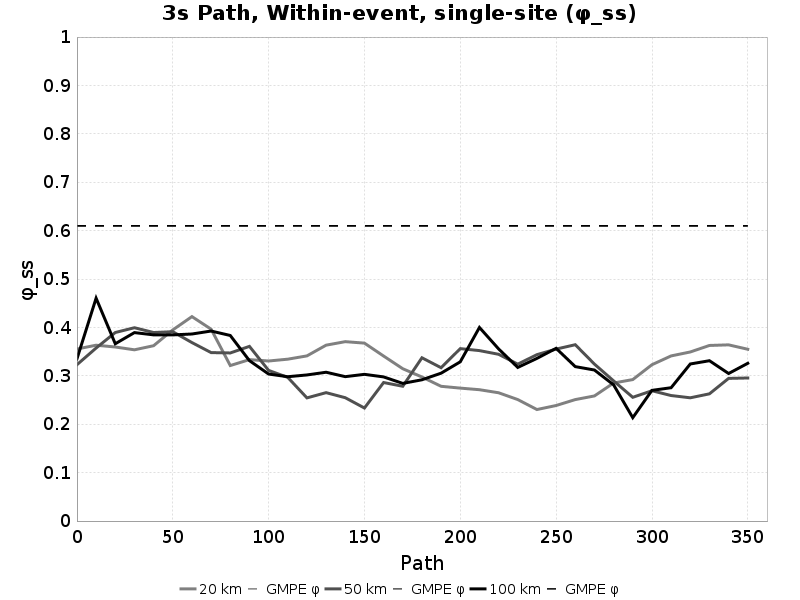 3s Path, Within-event, single-site (φ_ss)
1
0.9
0.8
0.7
0.6
0.5
0.4
0.3
0.2
0.1
0
φ_ss
0 50 100 150 200 250 300 350
Path
20 km GMPE φ 50 km GMPE φ 100 km GMPE φ